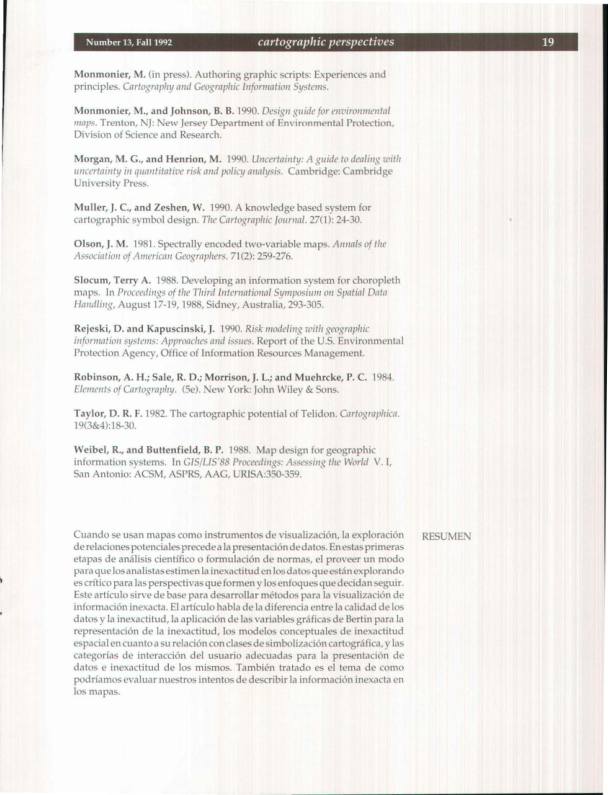 Number 13, Fall 1992 cartographic perspectives 19
Monmonier, M. (in press). Authoring graphic scripts: Experiences and
principles. Cartography and Geographic Information Systems.
Monmonier, M., and Johnson, B. B. 1990. Design guide for environmental
maps. Trenton, NJ: New Jersey Department of Environmental Protection,
Division of Science and Research.
Morgan, M. G., and Henrion, M. 1990. Uncertainty: A guide to dealing with
uncertainty in quantitative risk and policy analysis. Cambridge: Cambridge
University Press.
Muller, J. C., and Zeshen, W. 1990. A knowledge based system for
cartographic symbol design. The Cartographic Journal. 27(1): 24-30.
Olson, J. M. 1981. Spectrally encoded two-variable maps. Annals of the
Association of American Geographers. 71(2): 259-276.
Slocum, Terry A. 1988. Developing an information system for choropleth
maps. In Proceedings of the Third International Symposium on Spatial Data
Handling, August 17-19, 1988, Sidney, Australia, 293-305.
Rejeski, D. and Kapuscinski, J. 1990. Risk modeling with geographic
information systems: Approaches and issues. Report of the U.S. Environmental
Protection Agency, Office of Information Resources Management.
Robinson, A. H.; Sale, R. D.; Morrison, J. L.; and Muehrcke, P. C. 1984.
Elements of Cartography. (5e). New York: John Wiley & Sons.
Taylor, D. R. F. 1982. The cartographic potential of Telidon. Cartographica.
19(3&4):18-30.
Weibel, R., and Buttenfield, B. P. 1988. Map design for geographic
information systems. In GIS/LIS'88 Proceedings: Assessing the World V. I,
San Antonio: ACSM, ASPRS, AAG, URISA:350-359.
RESUMEN
Cuando se usan mapas como instrumentos de visualización, la exploración
de relaciones potenciales precede a la presentación de datos. En estas primeras
etapas de análisis científico o formulación de normas, el proveer un modo
para que los analistas estimen la inexactitud en los datos que están explorando
es crítico para las perspectivas que formen y los enfoques que decidan seguir.
Este artículo sirve de base para desarrollar métodos para la visualización de
información inexacta. El artículo habla de la diferencia entre la calidad de los
datos y la inexactitud, la aplicación de las variables gráficas de Bertin para la
representación de la inexactitud, los modelos conceptuales de inexactitud
espacial en cuanto a su relación con clases de simbolización cartográfica, y las
categorías de interacción del usuario adecuadas para la presentación de
datos e inexactitud de los mismos. También tratado es el tema de como
podríamos evaluar nuestros intentos de describir la información inexacta en
los mapas.